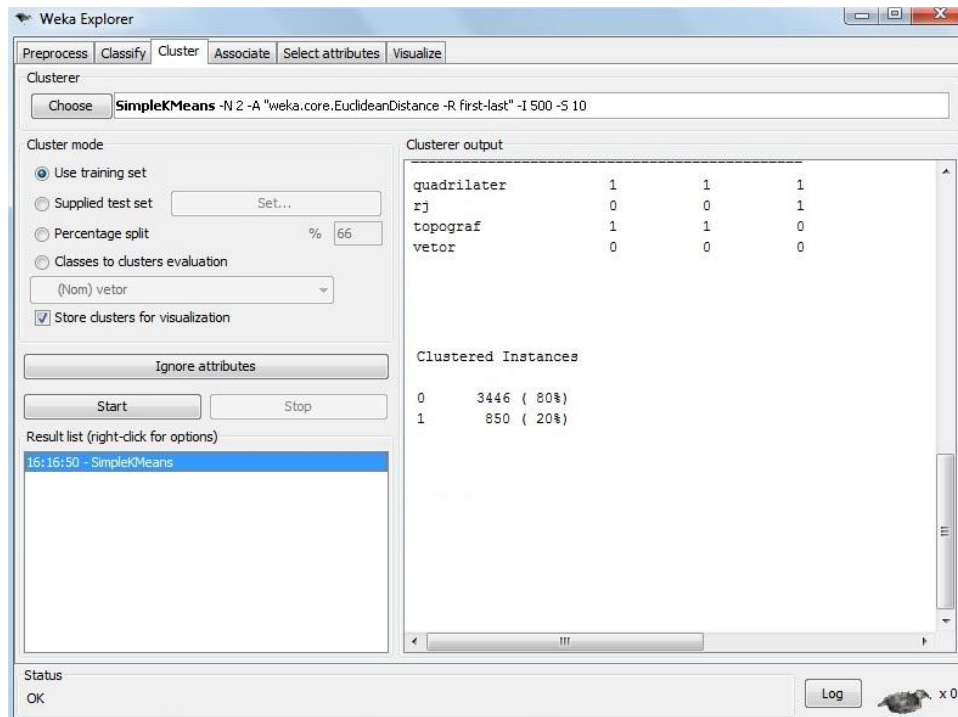 Weka Explorer
Preprocess Classify Cluster Associate Select attributes Visualize
Clusterer
Choose SimpleKMeans -N 2 -A "weka.core.EuclideanDistance -R first-last" -I 500 -S 10
Cluster mode
Use training set
Supplied test set Set...
Percentage split % 66
Classes to clusters evaluation
(Nom) vetor
Store clusters for visualization
Ignore attributes
Start Stop
Result list (right-click for options)
16:16:50 - SimpleKMeans
Clusterer output
quadrilater 1 1 1
rj 0 0 1
topograf 1 1 0
vetor 0 0 0
Clustered Instances
0 3446 ( 80%)
1 850 ( 20%)
Status
OK
Log x 0